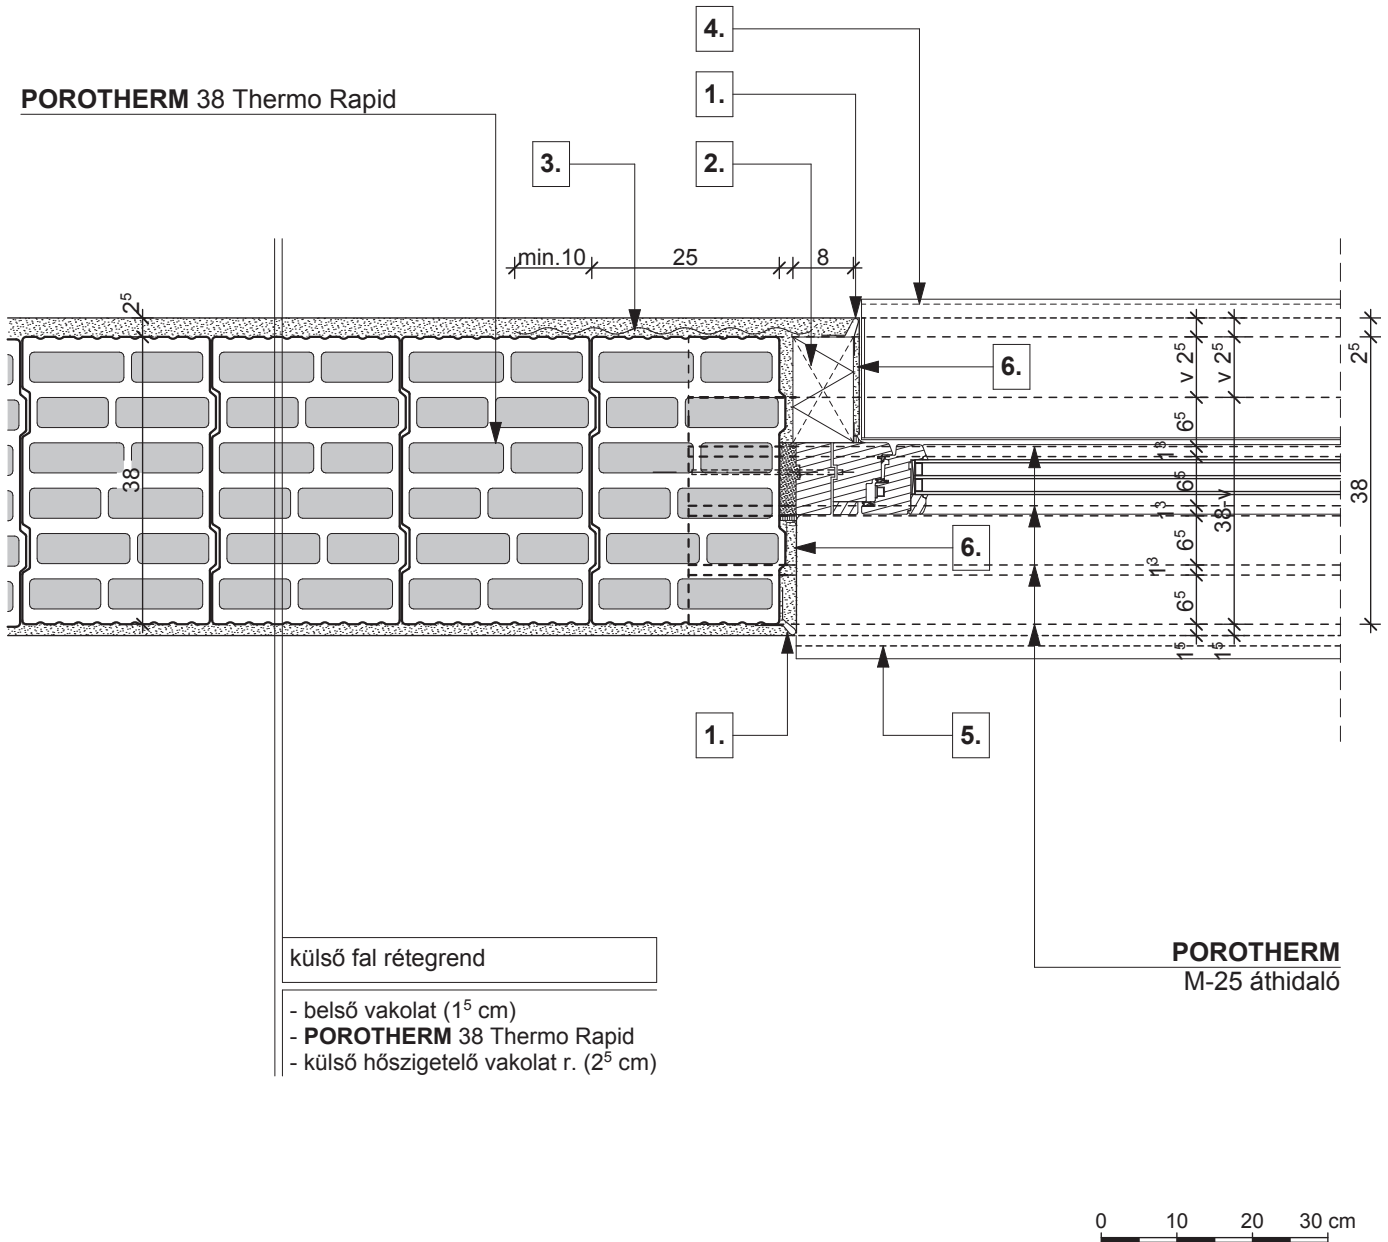 4.
POROTHERM 38 Thermo Rapid
1.
3.
2.
min.10
25
8
2⁵
6.
v 2⁵
v 2⁵
2⁵
6⁵
1³
38
6⁵
38-v
38
1³
6.
6⁵
1³
6⁵
1⁵
1⁵
1.
5.
külső fal rétegrend
POROTHERM
M-25 áthidaló
- belső vakolat (1⁵ cm)
- POROTHERM 38 Thermo Rapid
- külső hőszigetelő vakolat r. (2⁵ cm)
0 10 20 30 cm